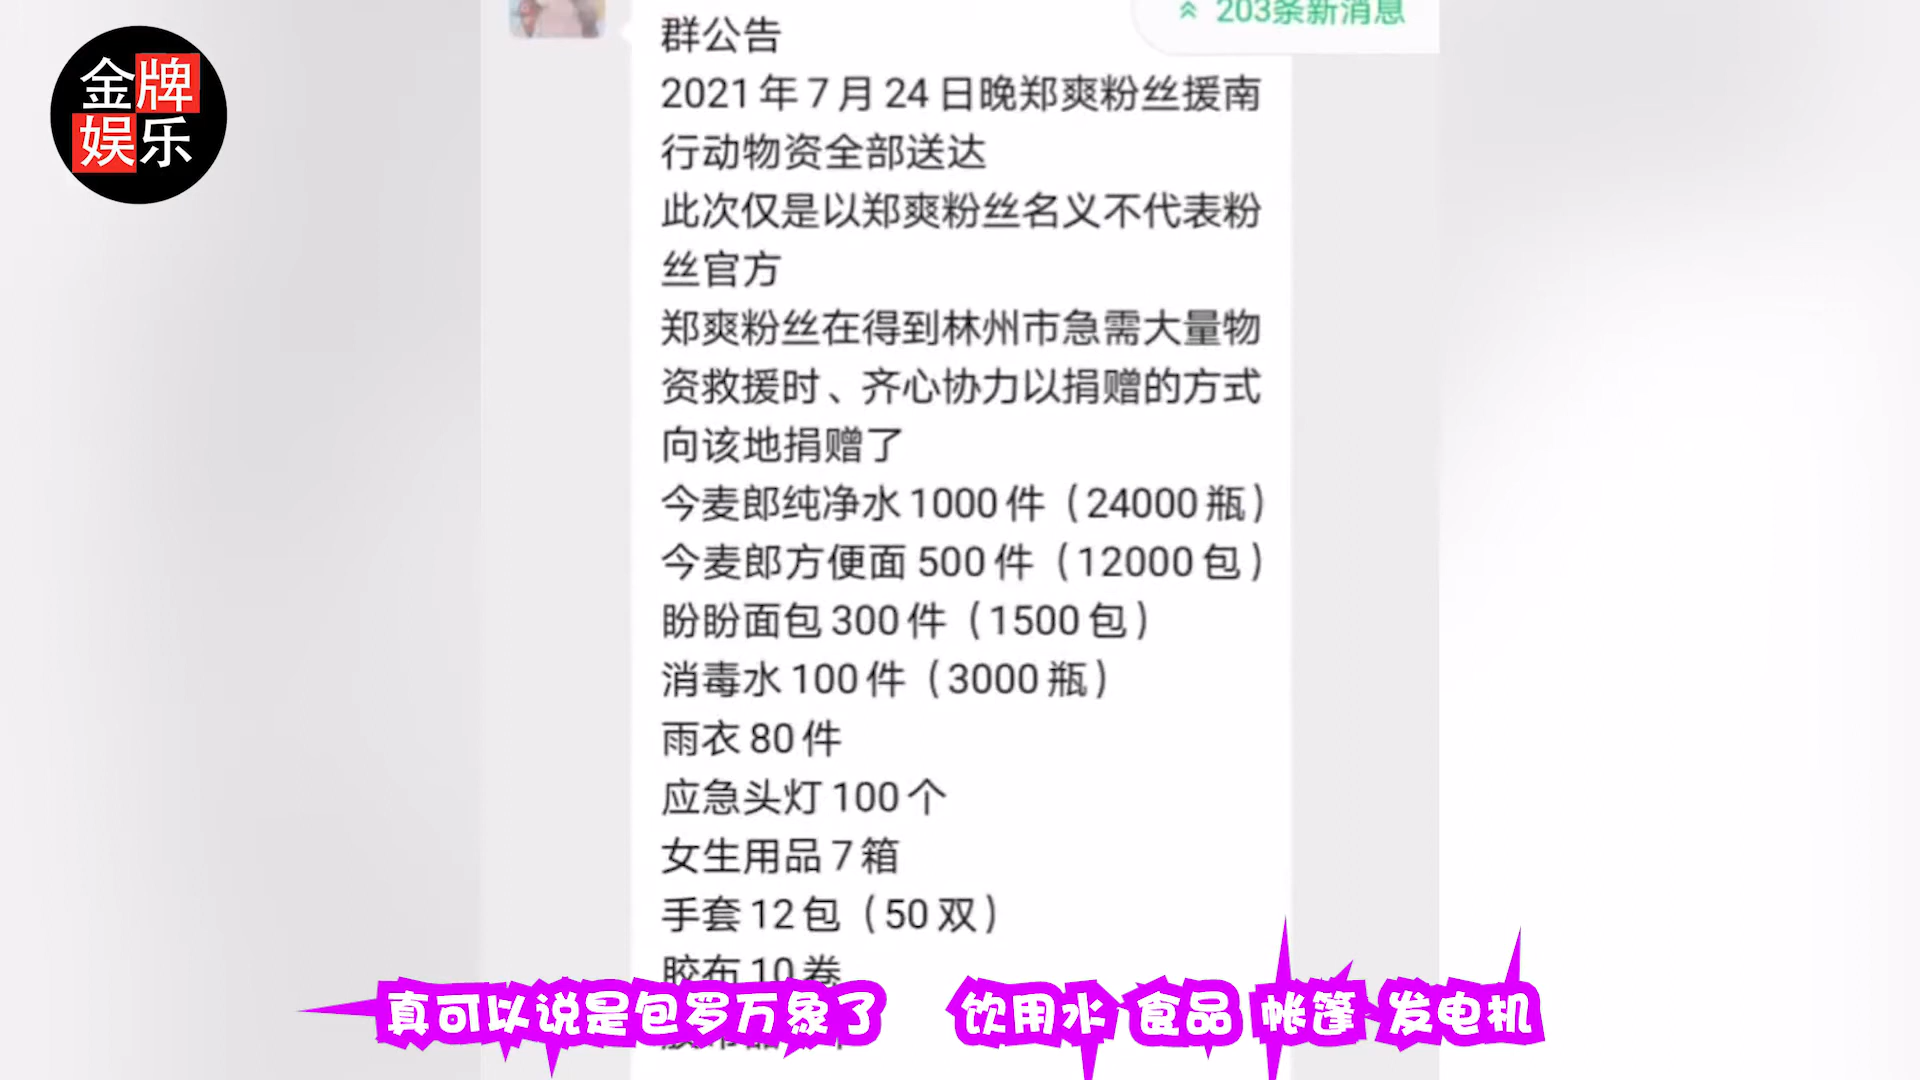 金牌
娱乐
203条新消息
群公告
2021年7月24日晚郑爽粉丝援南
行动物资全部送达
此次仅是以郑爽粉丝名义不代表粉
丝官方
郑爽粉丝在得到林州市急需大量物
资救援时、齐心协力以捐赠的方式
向该地捐赠了
今麦郎纯净水1000件（24000瓶）
今麦郎方便面500件（12000包）
盼盼面包300件（1500包）
消毒水100件（3000瓶）
雨衣80件
应急头灯100个
女生用品7箱
手套12包（50双）
胶布10卷
真可以说是包罗万象了 饮用水 食品 帐篷 发电机